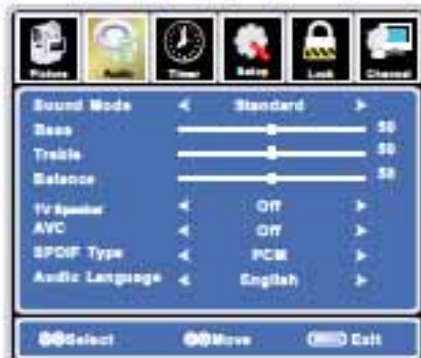 Picture Audio Timer Setup Lock Channel
Sound Mode Standard
Bass 50
Treble 50
Balance 50
TV Speaker Off
AVC Off
SPDIF Type PCM
Audio Language English
Select Move Exit